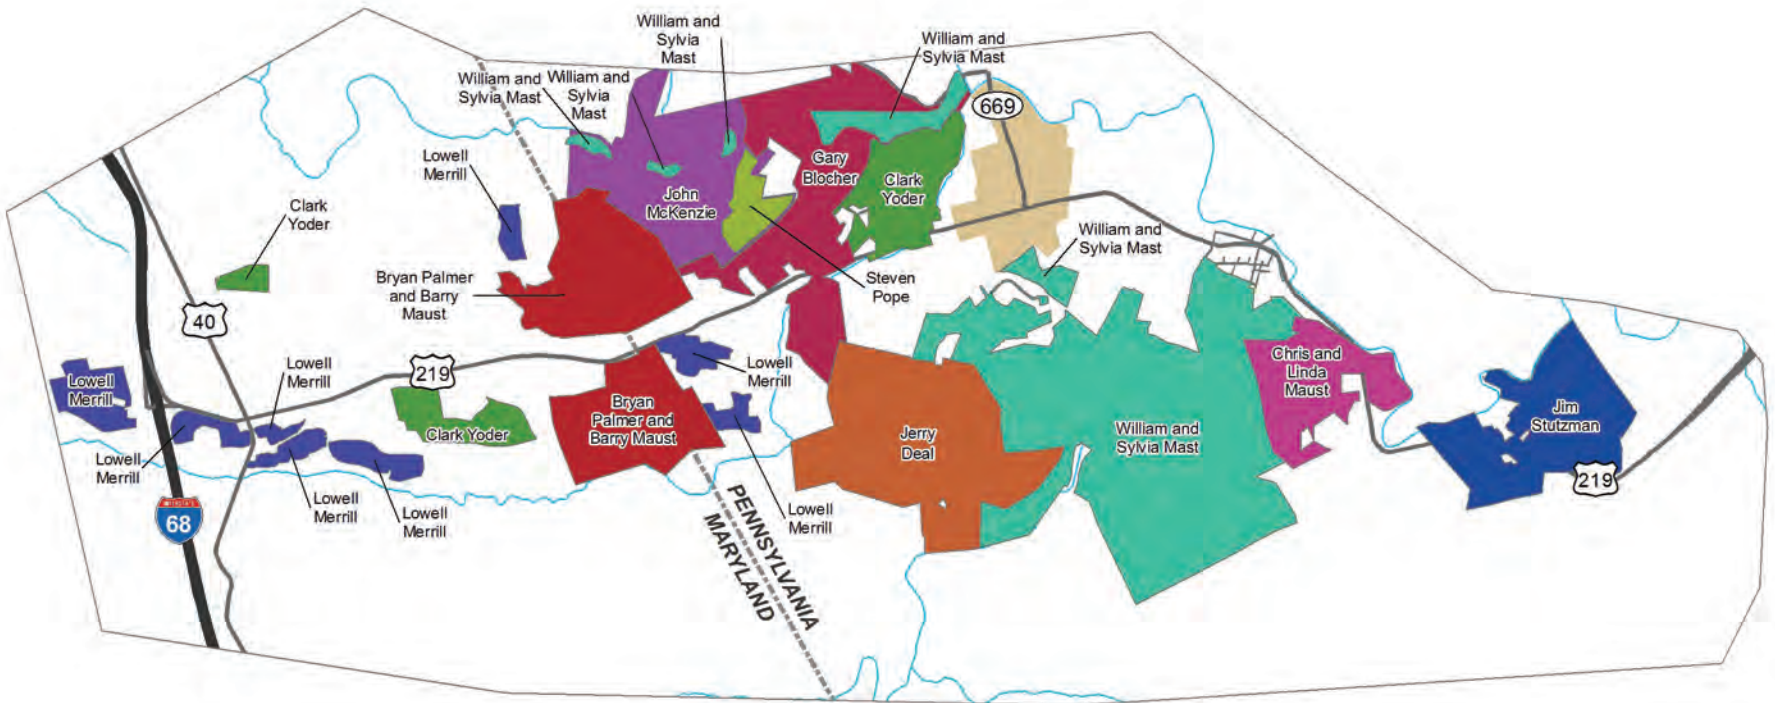 William and
Sylvia
Mast
William and
Sylvia Mast
William and
Sylvia
Mast
William and
Sylvia Mast
669
Lowell
Merrill
Gary
Blocher
Clark
Yoder
John
McKenzie
Clark
Yoder
William and
Sylvia Mast
Bryan Palmer
and Barry
Maust
Steven
Pope
40
Lowell
Merrill
219
Lowell
Merrill
Lowell
Merrill
Chris and
Linda
Maust
Bryan
Palmer and
Barry Maust
Clark Yoder
Jerry
Deal
William and
Sylvia Mast
Jim
Stutzman
Lowell
Merrill
219
Lowell
Merrill
Lowell
Merrill
Lowell
Merrill
68
PENNSYLVANIA
MARYLAND